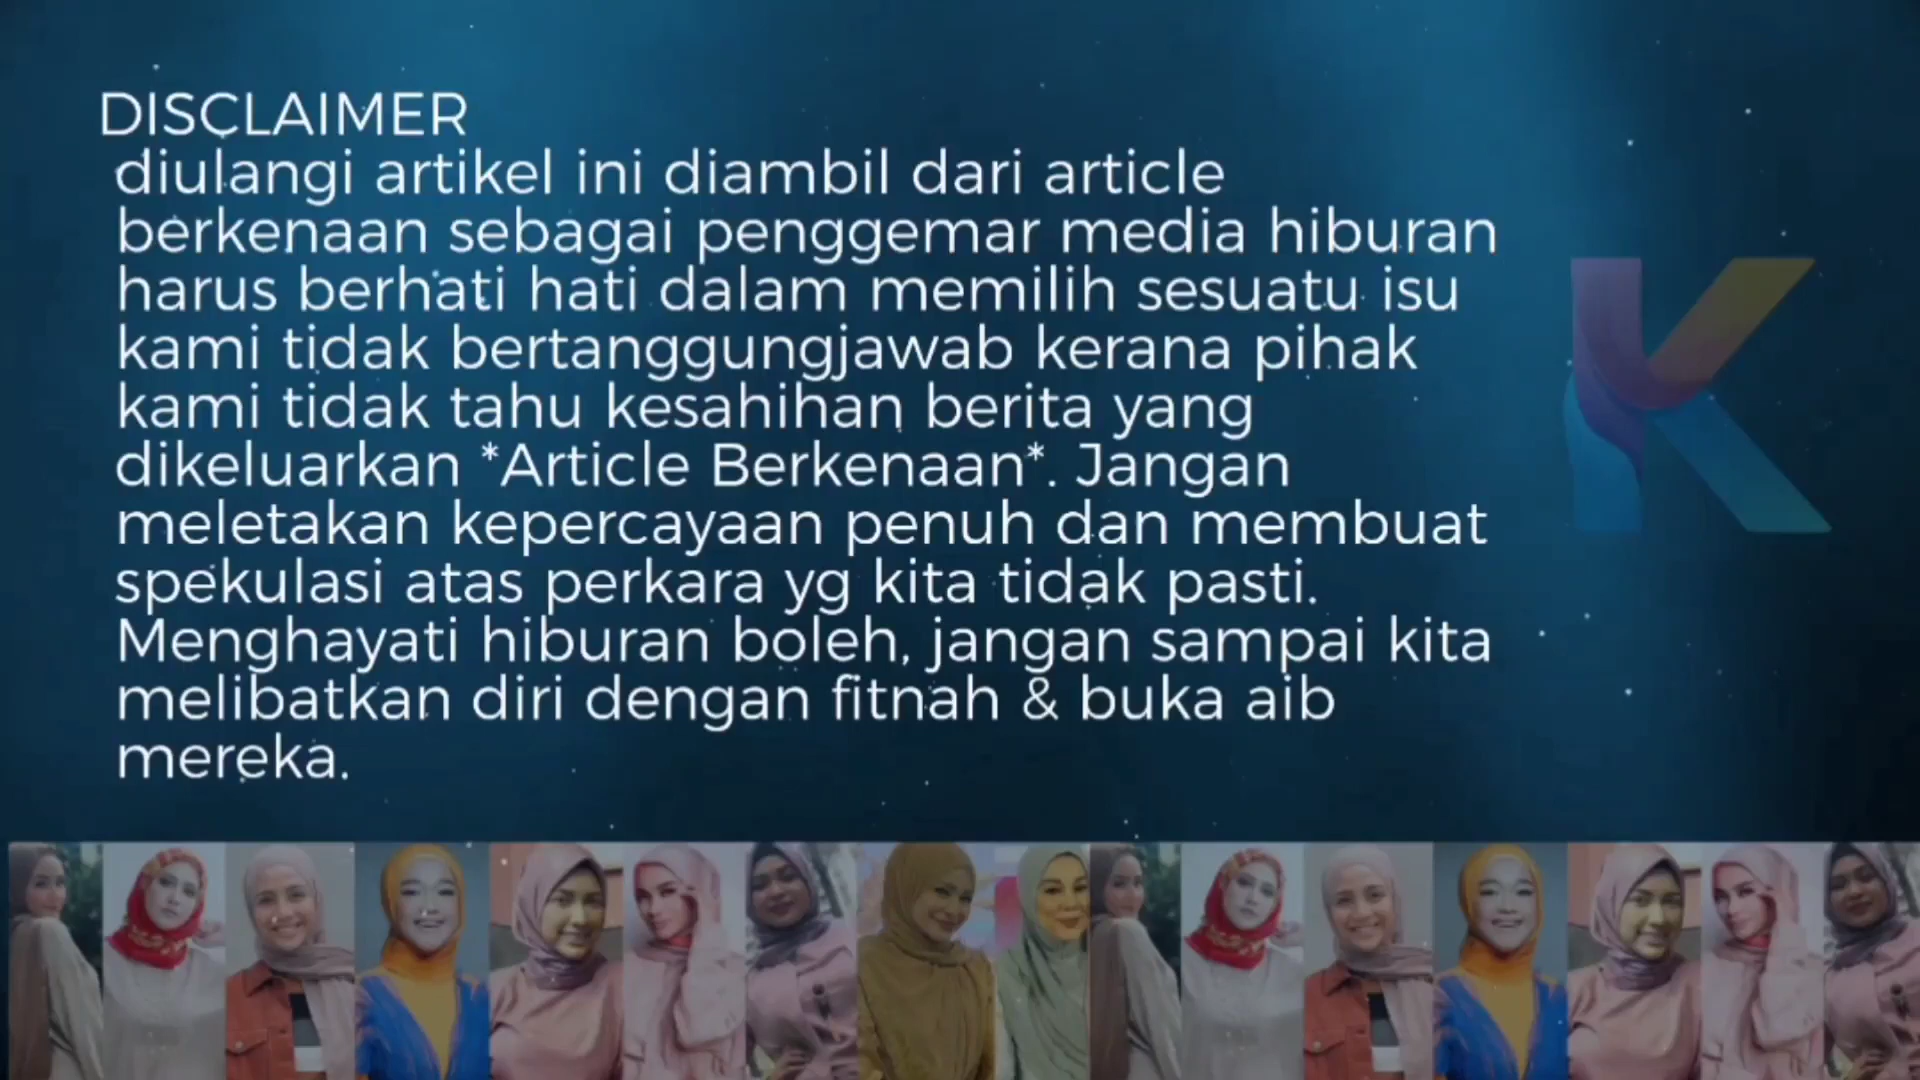 DISCLAIMER
diulangi artikel ini diambil dari article
berkenaan sebagai penggemar media hiburan
harus berhati hati dalam memilih sesuatu isu
kami tidak bertanggungjawab kerana pihak
kami tidak tahu kesahihan berita yang
dikeluarkan *Article Berkenaan*. Jangan
meletakan kepercayaan penuh dan membuat
spekulasi atas perkara yg kita tidak pasti.
Menghayati hiburan boleh, jangan sampai kita
melibatkan diri dengan fitnah & buka aib
mereka.
K